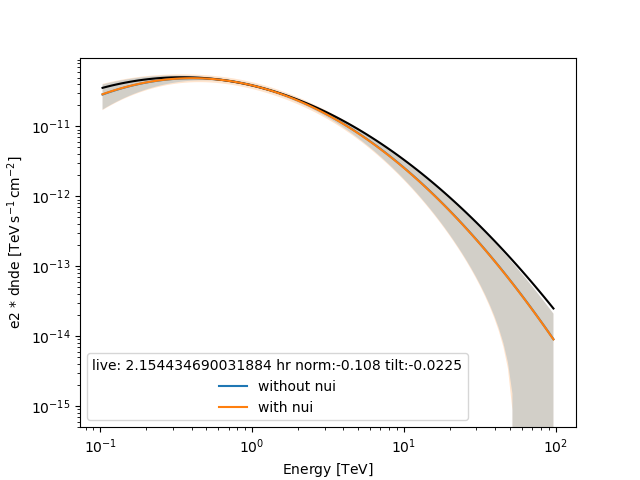 e2 * dnde [TeV s⁻¹ cm⁻²]
10⁻¹¹
10⁻¹²
10⁻¹³
10⁻¹⁴
10⁻¹⁵
live: 2.154434690031884 hr norm:-0.108 tilt:-0.0225
without nui
with nui
10⁻¹ 10⁰ 10¹ 10²
Energy [TeV]